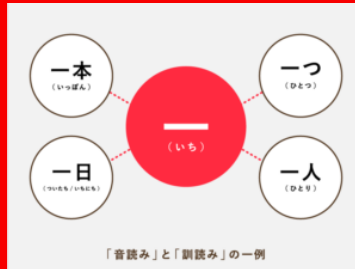 一本
（いっぽん）
一つ
（ひとつ）
一
（いち）
一日
（ついたち/いちにち）
一人
（ひとり）
「音読み」と「訓読み」の一例